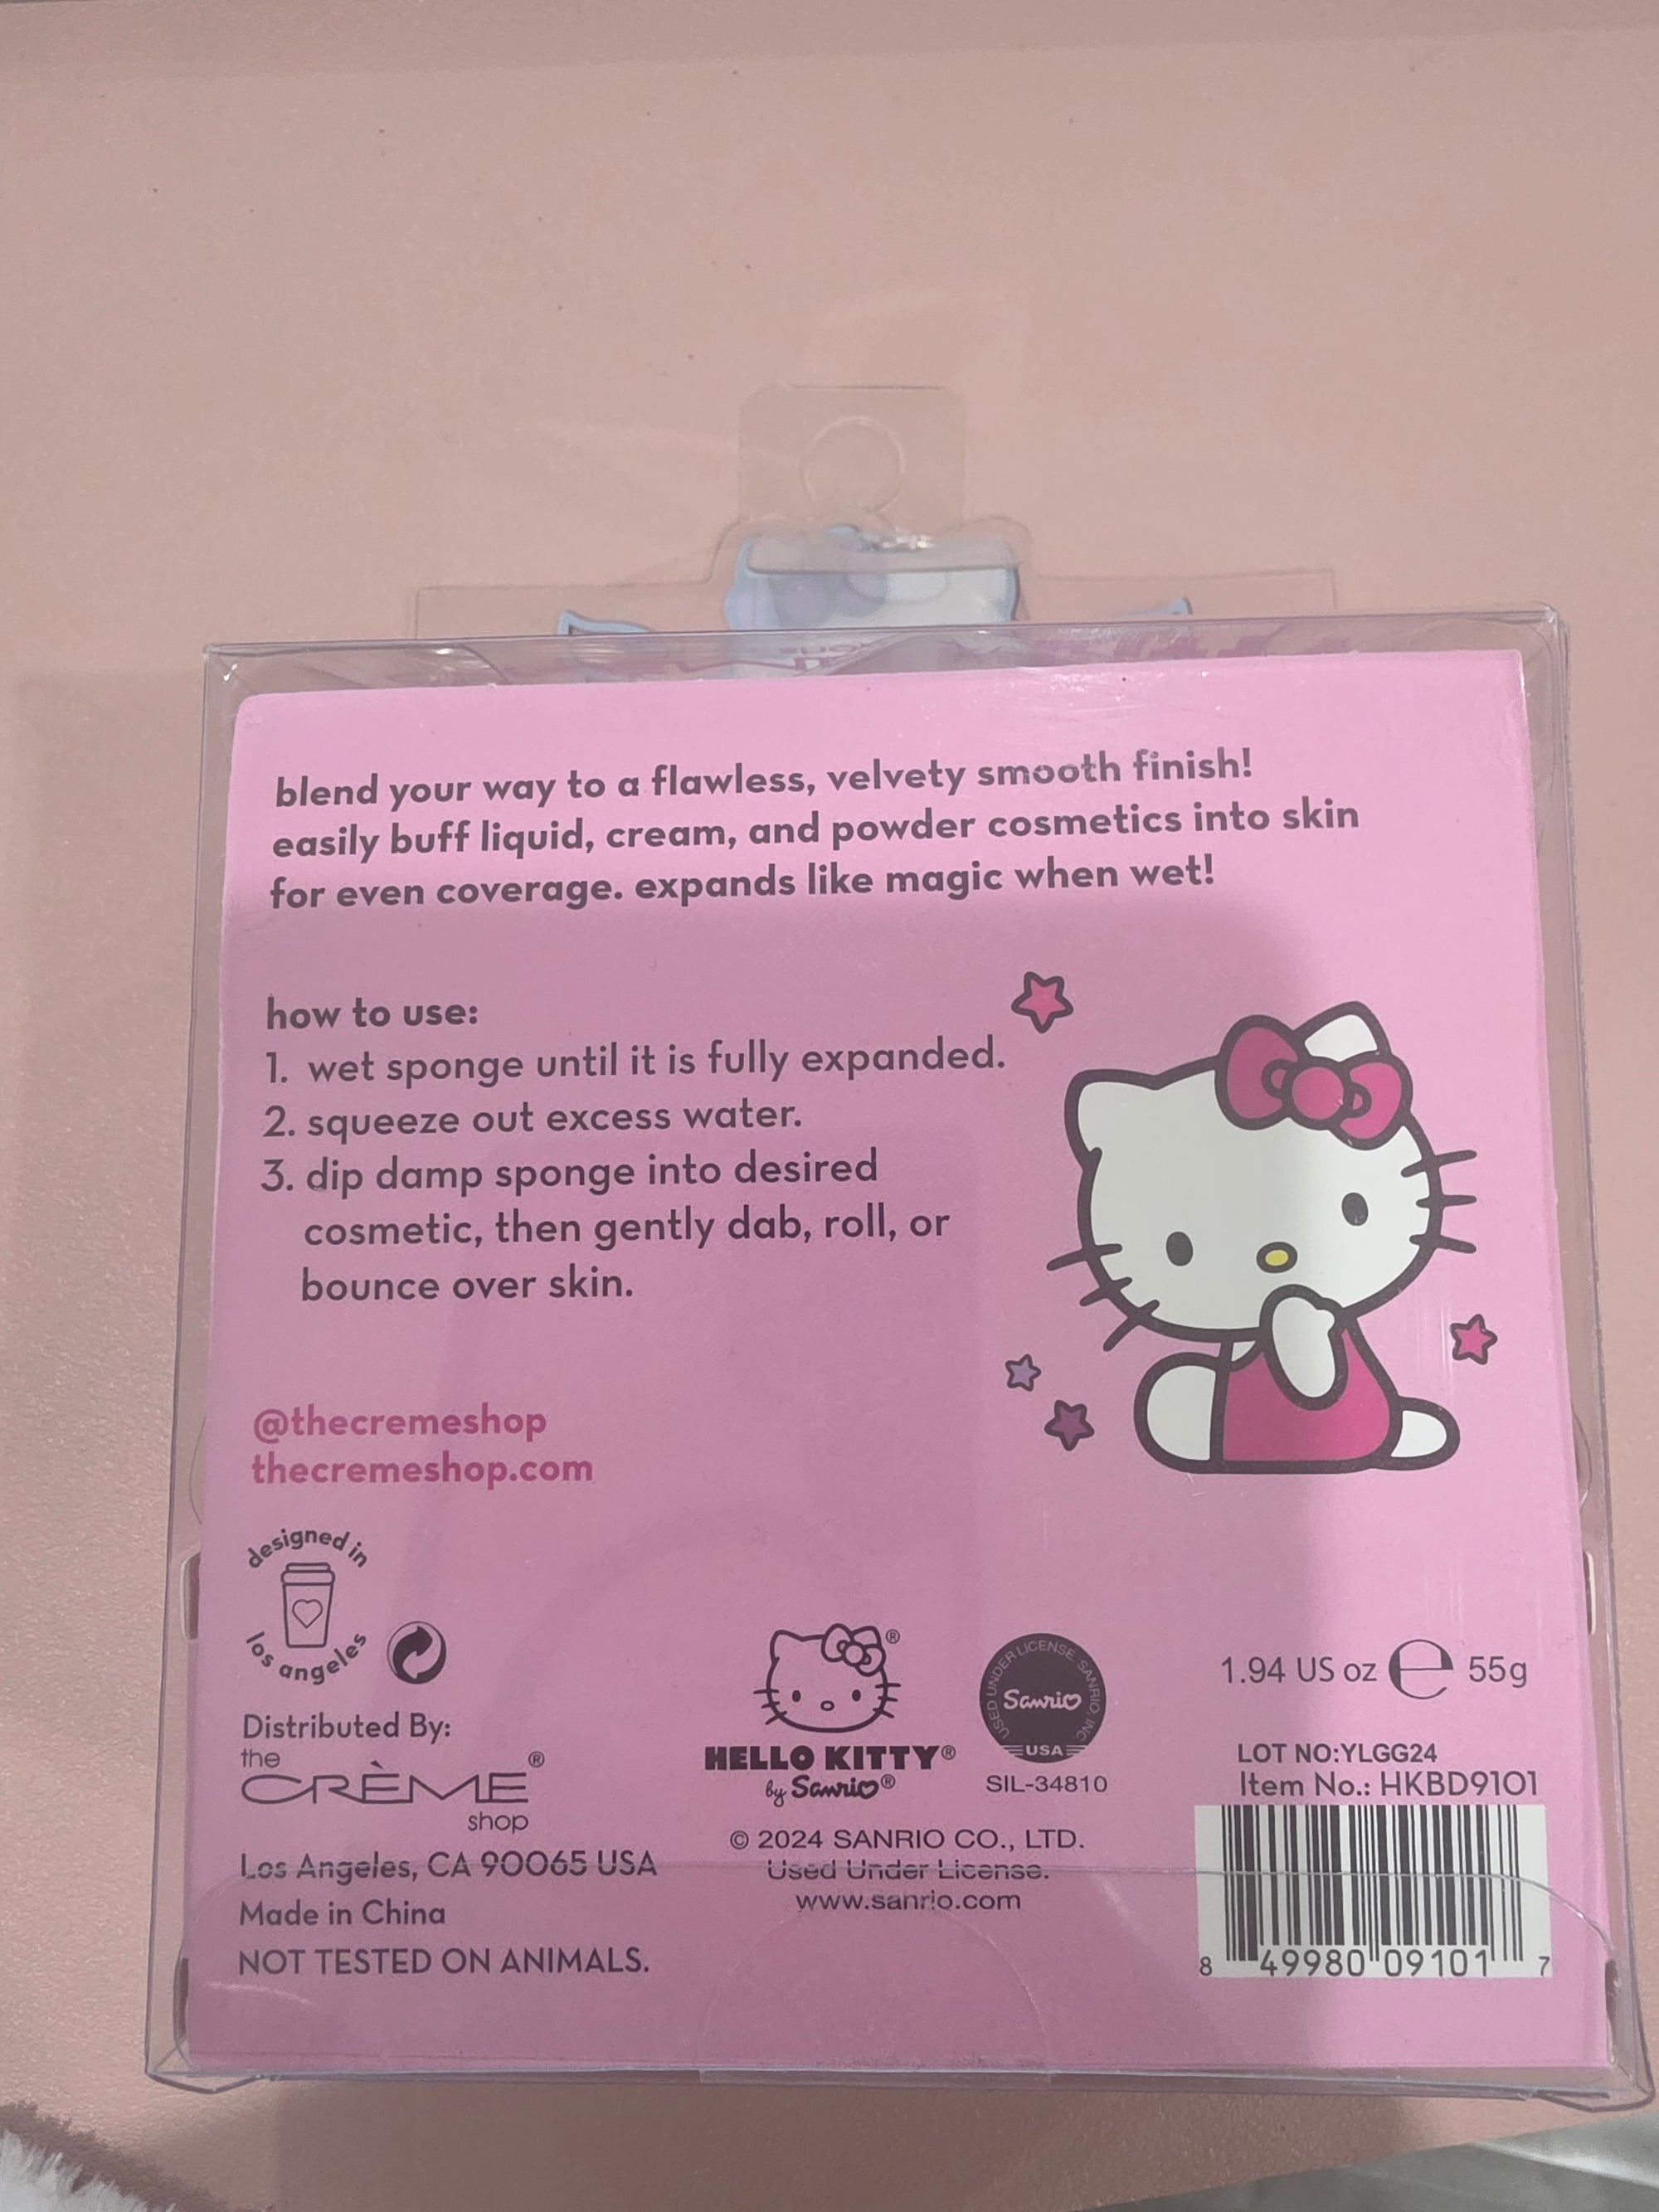 blend your way to a flawless, velvety smooth finish!
easily buff liquid, cream, and powder cosmetics into skin
for even coverage. expands like magic when wet!
how to use:
1. wet sponge until it is fully expanded.
2. squeeze out excess water.
3. dip damp sponge into desired
cosmetic, then gently dab, roll, or
bounce over skin.
@thecremeshop
thecremeshop.com
designed in
los angeles
Distributed By:
the
CRÈME®
shop
Los Angeles, CA 90065 USA
Made in China
NOT TESTED ON ANIMALS.
®
HELLO KITTY®
by Sanrio®
USED UNDER LICENSE SANRIO, INC.
Sanrio
USA
SIL-34810
© 2024 SANRIO CO., LTD.
Used Under License.
www.sanrio.com
1.94 US oz e 55g
LOT NO:YLGG24
Item No.: HKBD9101
8 49980 09101 7